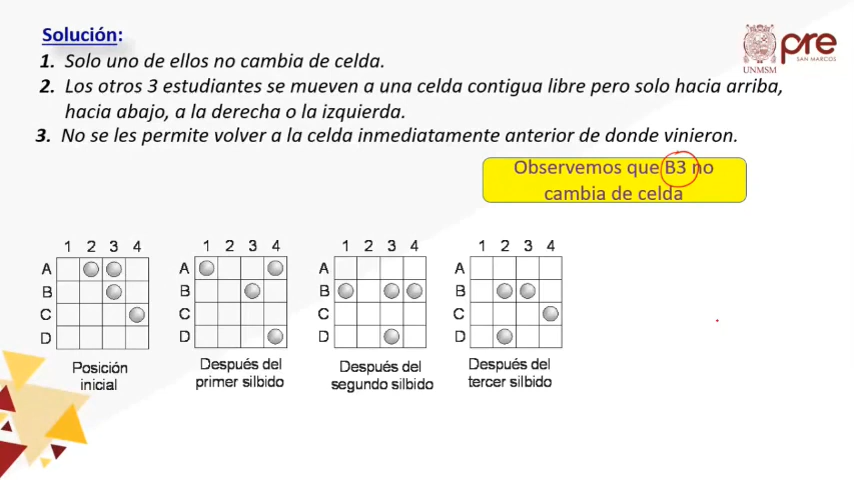 Solución:
1. Solo uno de ellos no cambia de celda.
2. Los otros 3 estudiantes se mueven a una celda contigua libre pero solo hacia arriba,
hacia abajo, a la derecha o la izquierda.
3. No se les permite volver a la celda inmediatamente anterior de donde vinieron.
UNMSM
pre
SAN MARCOS
Observemos que B3 no
cambia de celda
1 2 3 4
A
B
C
D
Posición
inicial
1 2 3 4
A
B
C
D
Después del
primer silbido
1 2 3 4
A
B
C
D
Después del
segundo silbido
1 2 3 4
A
B
C
D
Después del
tercer silbido